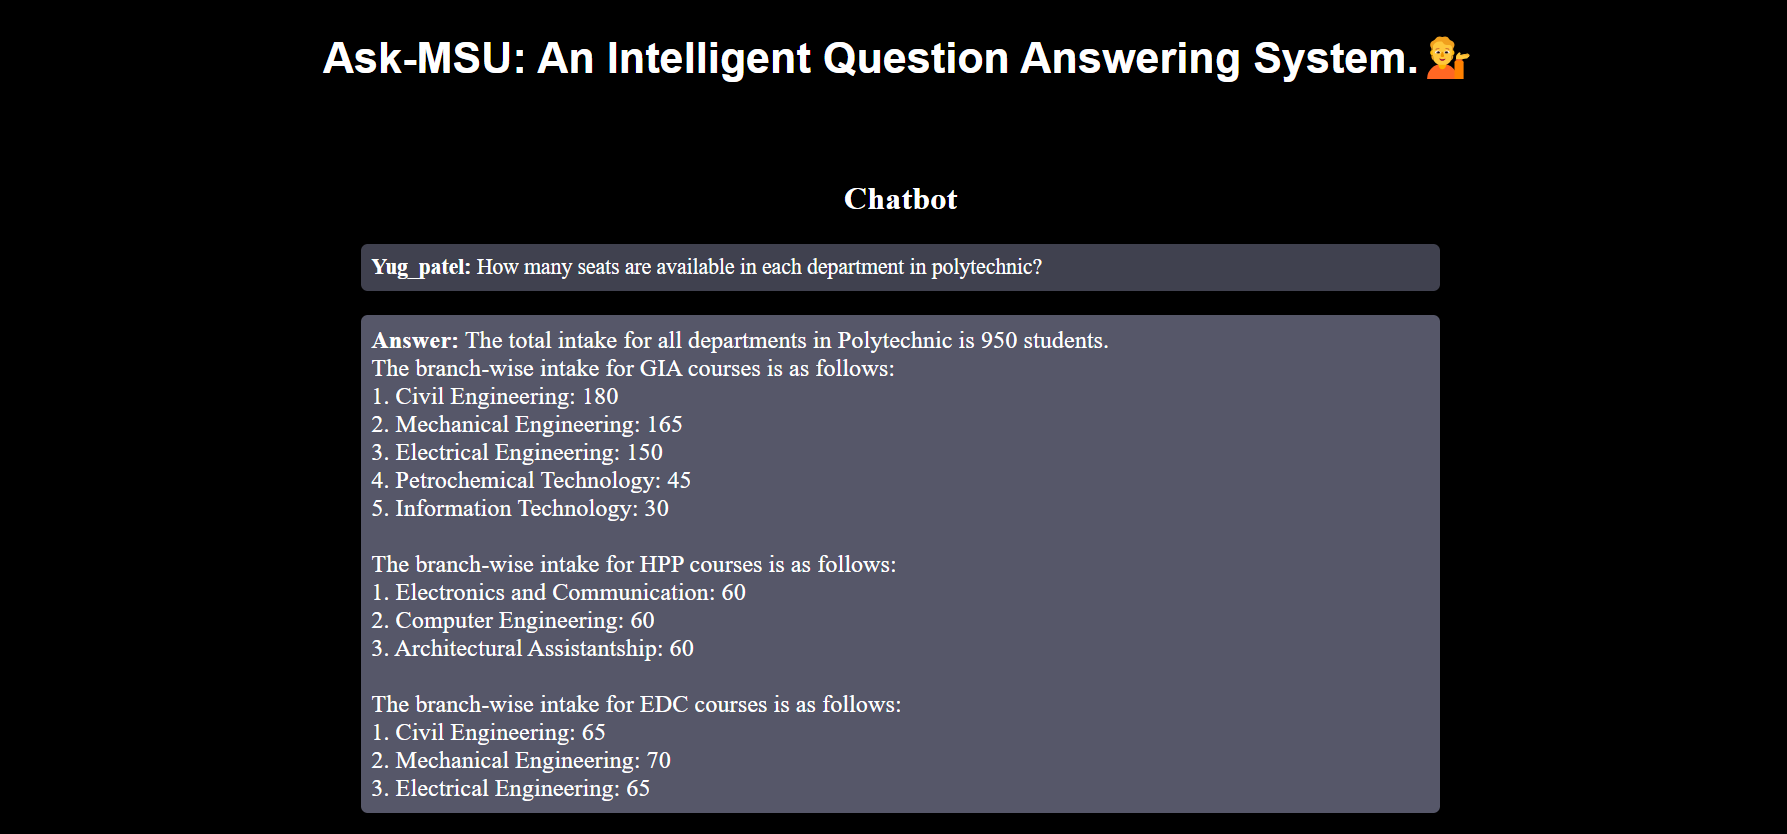 Ask-MSU: An Intelligent Question Answering System.💁
Chatbot
Yug_patel: How many seats are available in each department in polytechnic?
Answer: The total intake for all departments in Polytechnic is 950 students.
The branch-wise intake for GIA courses is as follows:
1. Civil Engineering: 180
2. Mechanical Engineering: 165
3. Electrical Engineering: 150
4. Petrochemical Technology: 45
5. Information Technology: 30
The branch-wise intake for HPP courses is as follows:
1. Electronics and Communication: 60
2. Computer Engineering: 60
3. Architectural Assistantship: 60
The branch-wise intake for EDC courses is as follows:
1. Civil Engineering: 65
2. Mechanical Engineering: 70
3. Electrical Engineering: 65